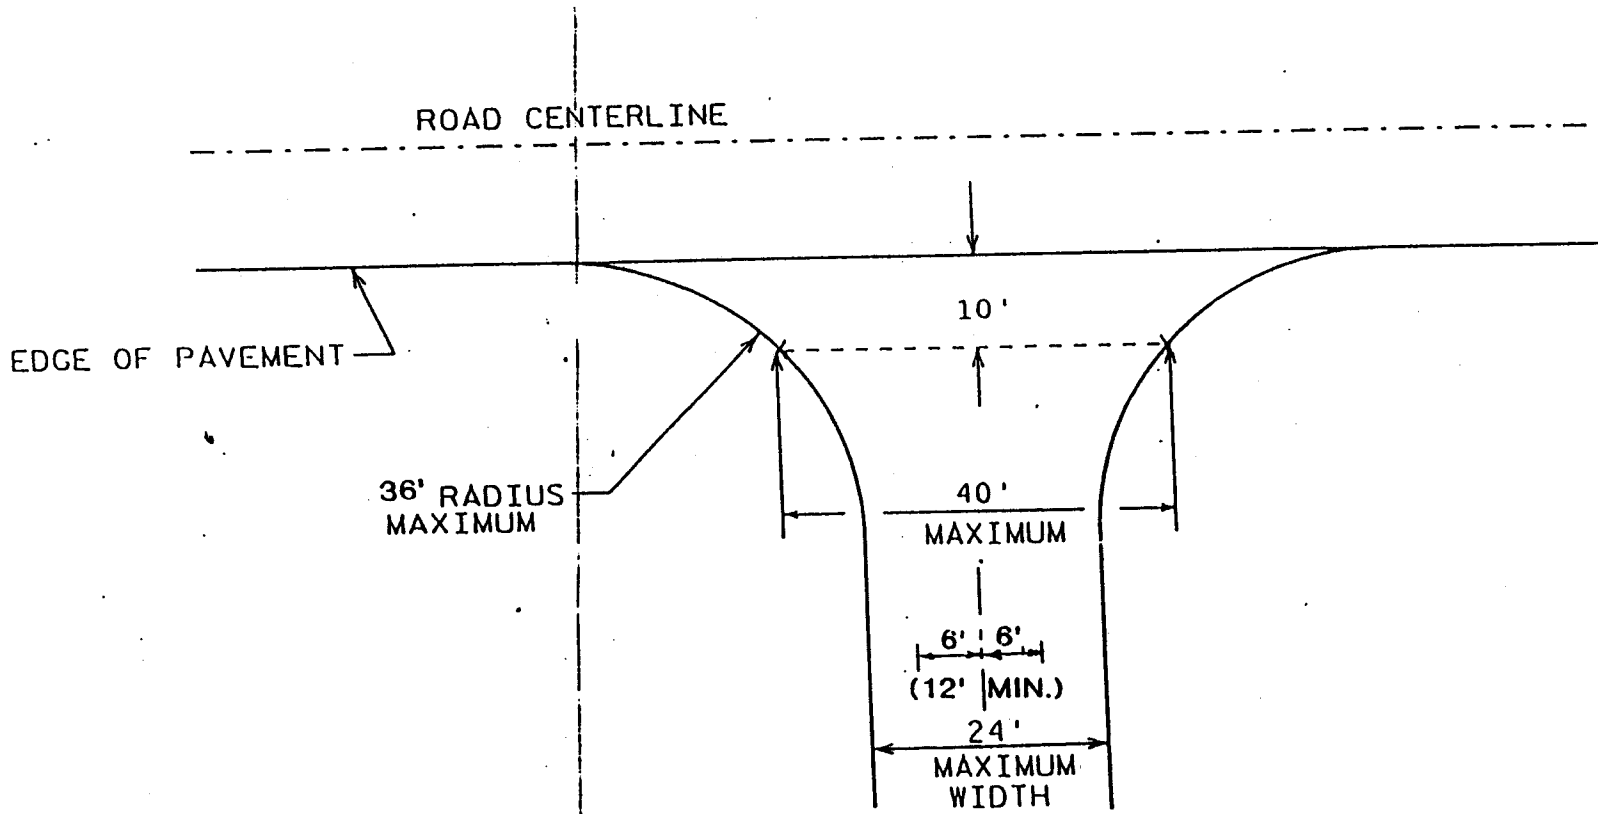 ROAD CENTERLINE
10'
EDGE OF PAVEMENT
36' RADIUS
MAXIMUM
40'
MAXIMUM
6' 6'
(12' MIN.)
24'
MAXIMUM
WIDTH